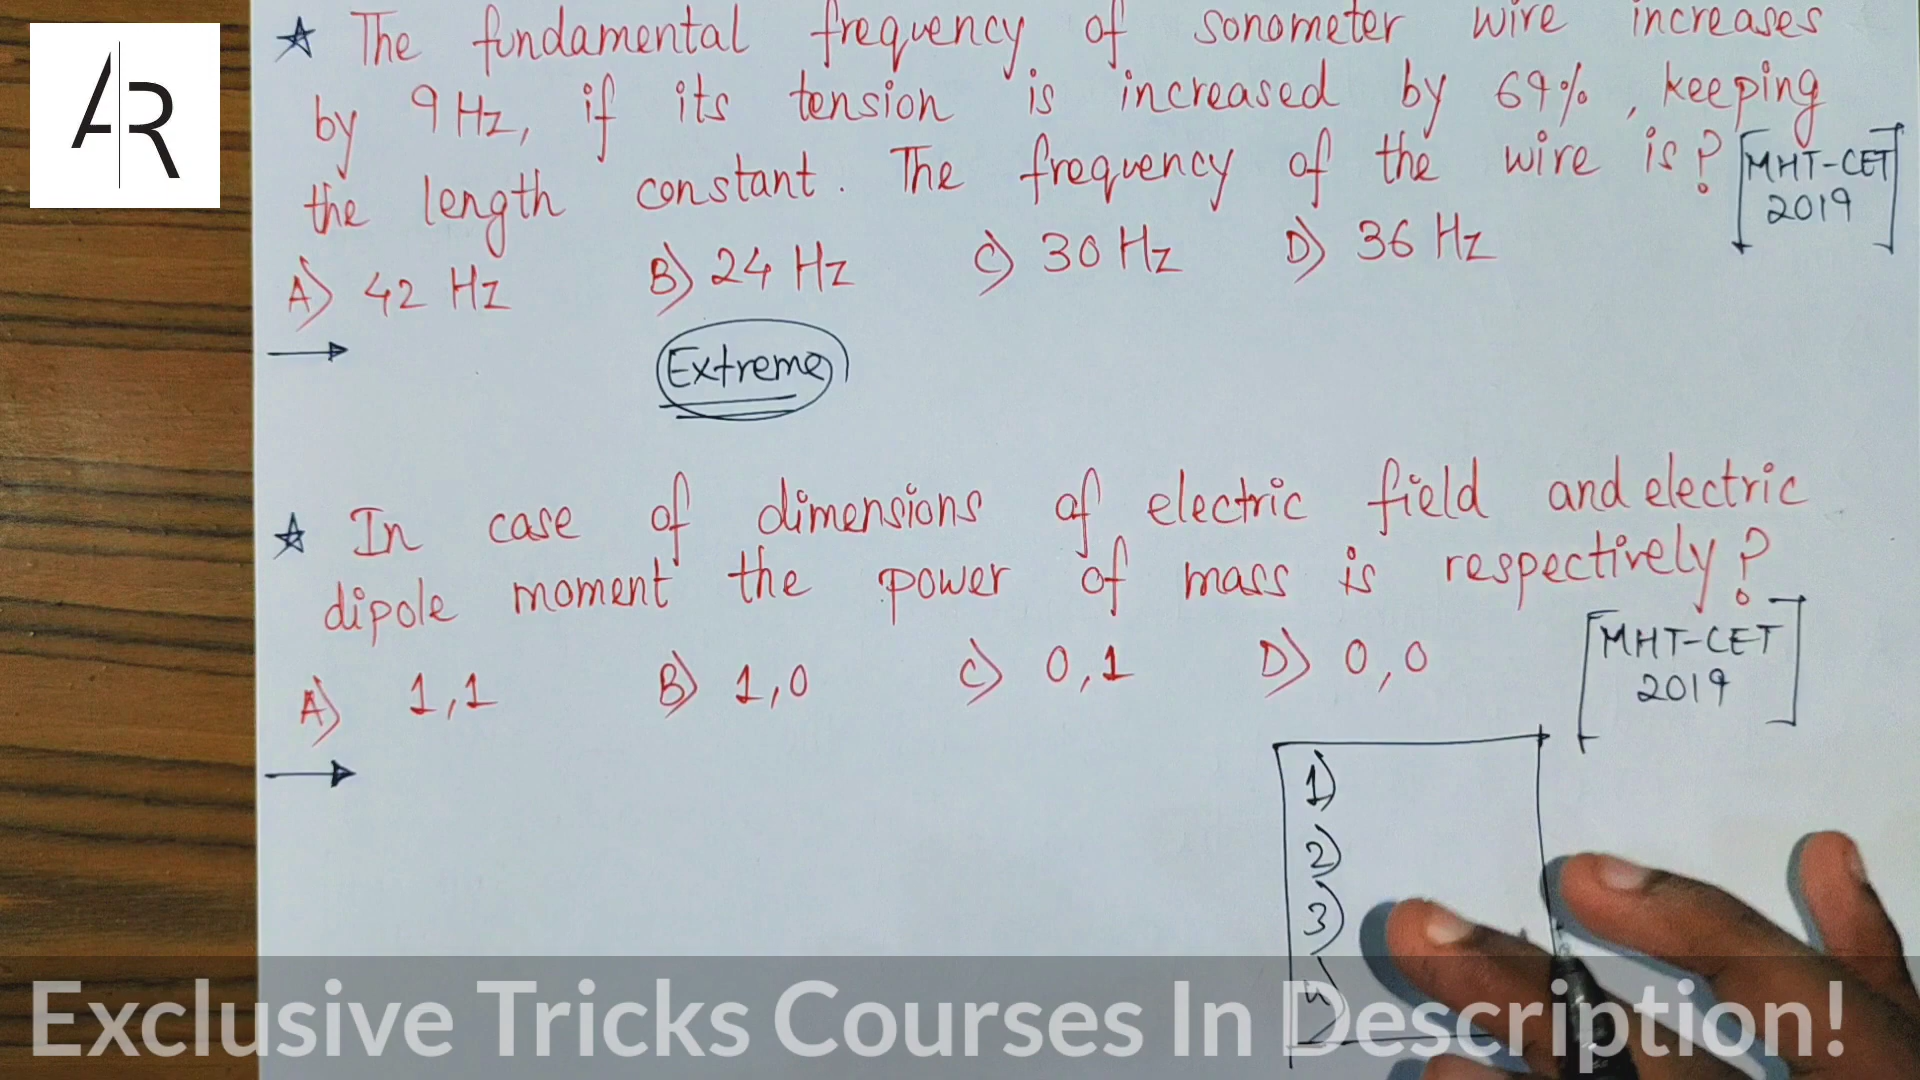 AR
☆ The fundamental frequency of sonometer wire increases
by 9 Hz, if its tension is increased by 69%, keeping
the length constant. The frequency of the wire is?
[MHT-CET
2019]
A) 42 Hz B) 24 Hz C) 30 Hz D) 36 Hz
Extreme
☆ In case of dimensions of electric field and electric
dipole moment the power of mass is respectively?
[MHT-CET
2019]
A) 1,1 B) 1,0 C) 0,1 D) 0,0
1)
2)
3)
4)
Exclusive Tricks Courses In Description!